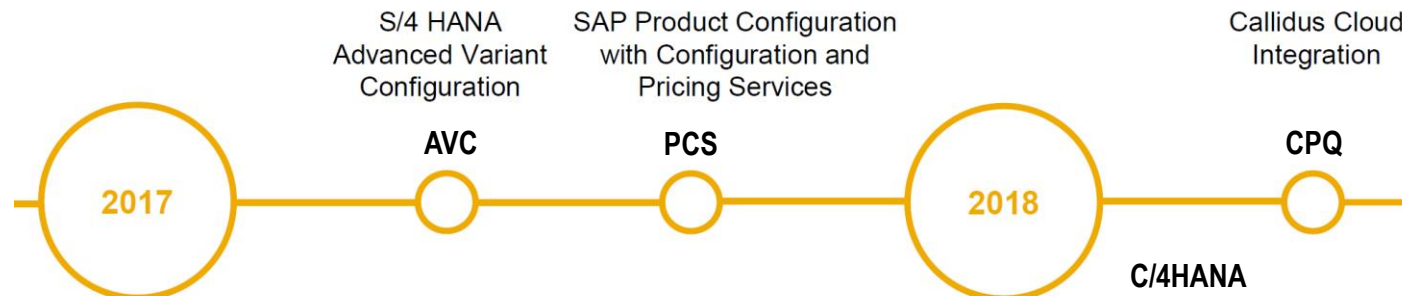 S/4 HANA
Advanced Variant
Configuration
SAP Product Configuration
with Configuration and
Pricing Services
Callidus Cloud
Integration
AVC
PCS
CPQ
2017
2018
C/4HANA